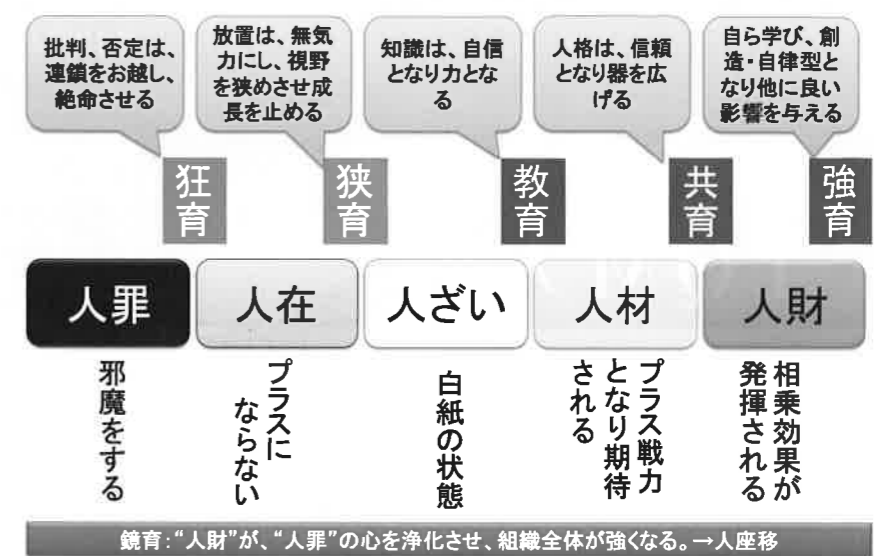 批判、否定は、
連鎖をお越し、
絶命させる
放置は、無気
力にし、視野
を狭めさせ成
長を止める
知識は、自信
となり力とな
る
人格は、信頼
となり器を広
げる
自ら学び、創
造・自律型と
なり他に良い
影響を与える
狂育
狭育
教育
共育
強育
人罪
人在
人ざい
人材
人財
邪魔をする
プラスに
ならない
白紙の状態
プラス戦力
となり期待
される
相乗効果が
発揮される
鏡育：“人財”が、“人罪”の心を浄化させ、組織全体が強くなる。→人座移